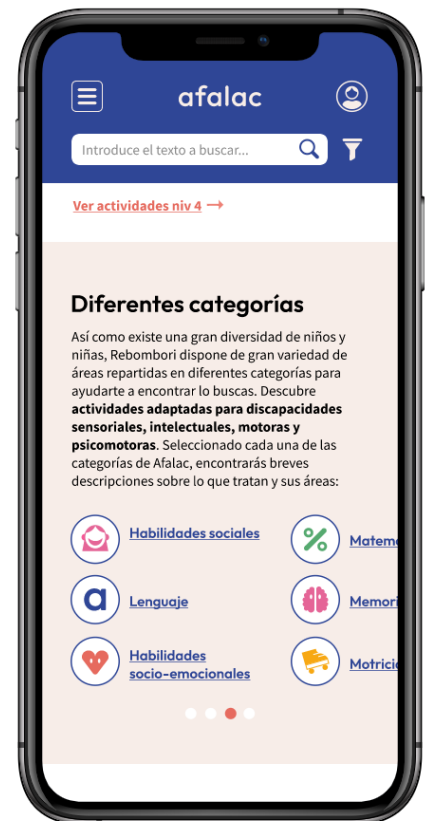 afalac
Introduce el texto a buscar...
Ver actividades niv 4 →
Diferentes categorías
Así como existe una gran diversidad de niños y
niñas, Rebombori dispone de gran variedad de
áreas repartidas en diferentes categorías para
ayudarte a encontrar lo buscas. Descubre
actividades adaptadas para discapacidades
sensoriales, intelectuales, motoras y
psicomotoras. Seleccionado cada una de las
categorías de Afalac, encontrarás breves
descripciones sobre lo que tratan y sus áreas:
Habilidades sociales
%
Matem
a
Lenguaje
Memori
Habilidades
socio-emocionales
Motrici